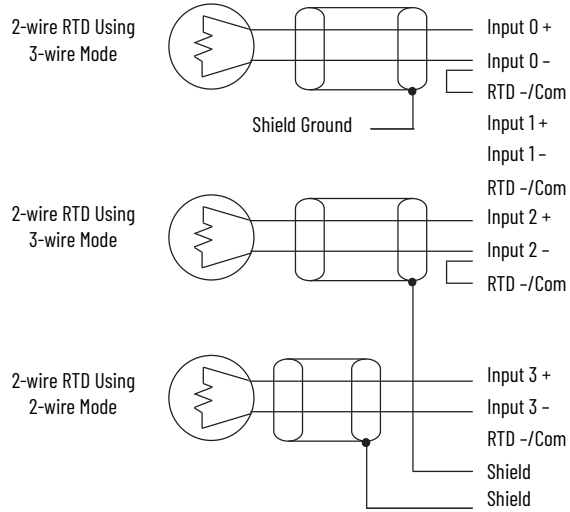 2-wire RTD Using
3-wire Mode
Input 0 +
Input 0 –
RTD –/Com
Shield Ground
Input 1 +
Input 1 –
RTD –/Com
2-wire RTD Using
3-wire Mode
Input 2 +
Input 2 –
RTD –/Com
2-wire RTD Using
2-wire Mode
Input 3 +
Input 3 –
RTD –/Com
Shield
Shield